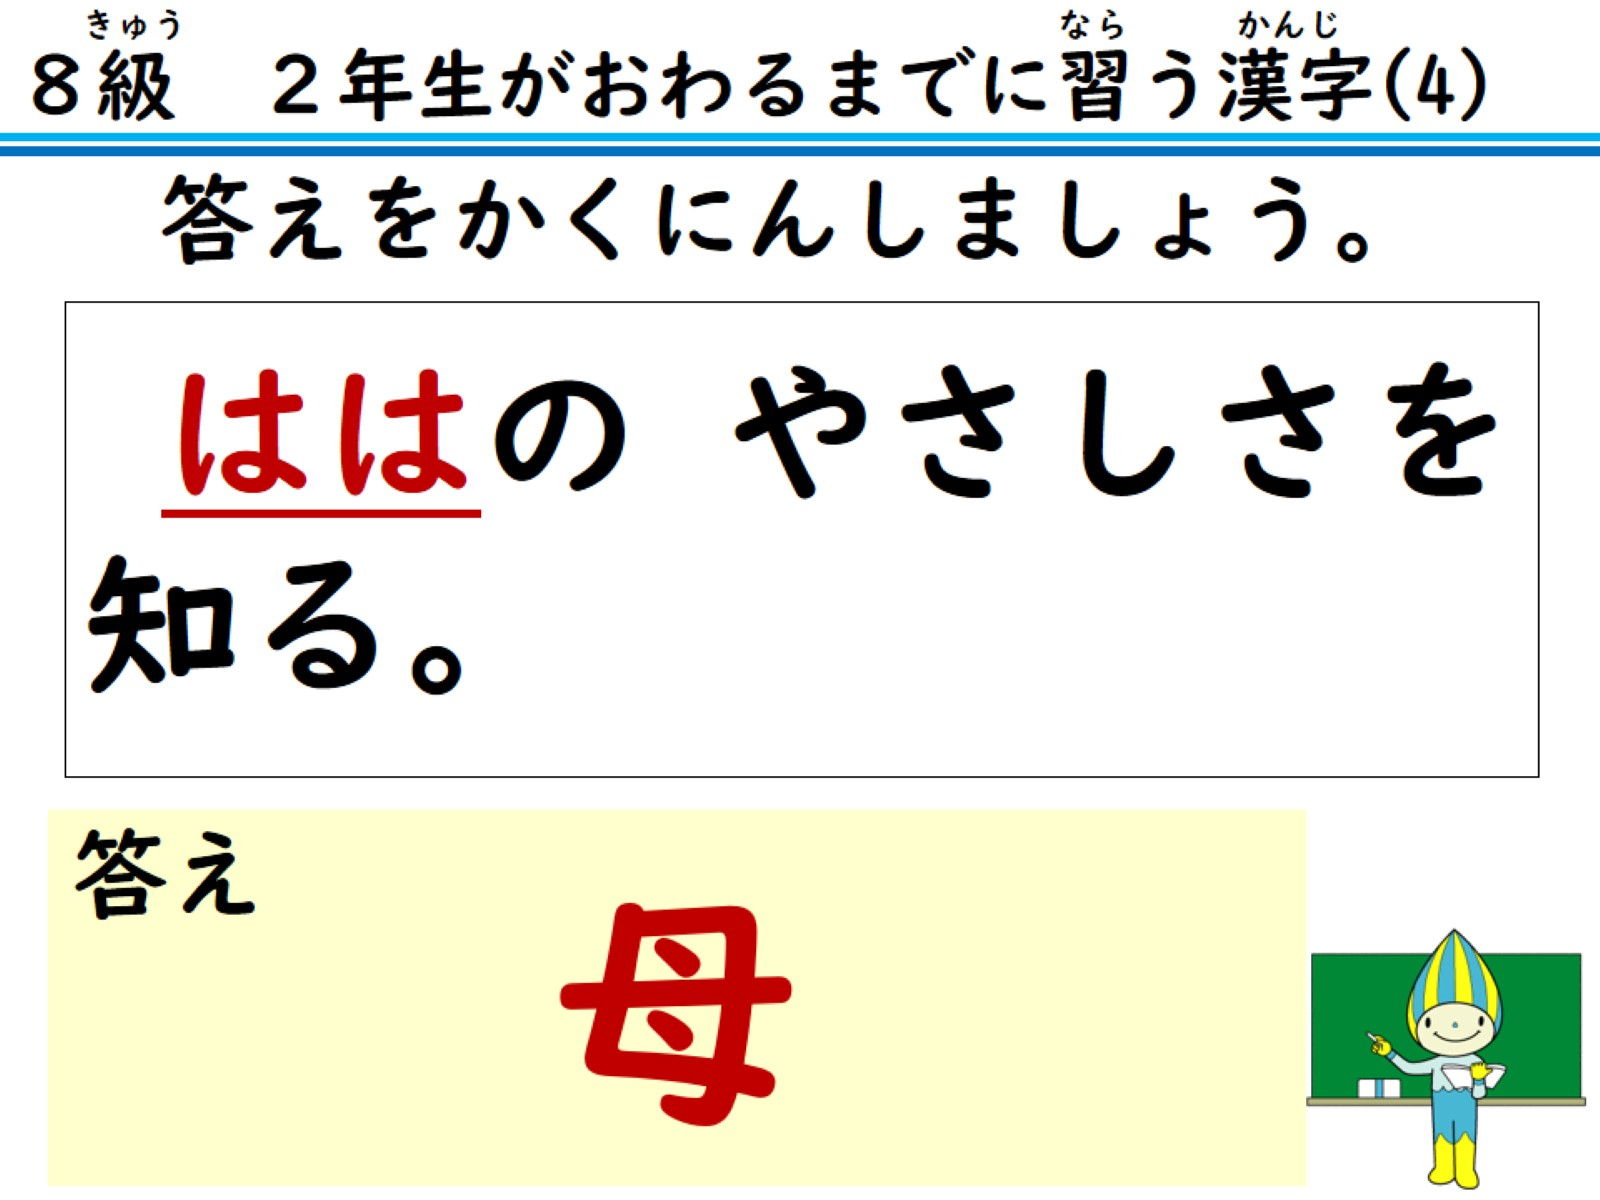 きゅう なら かんじ
８級　２年生がおわるまでに習う漢字(4)
答えをかくにんしましょう。
ははの やさしさを
知る。
答え
母